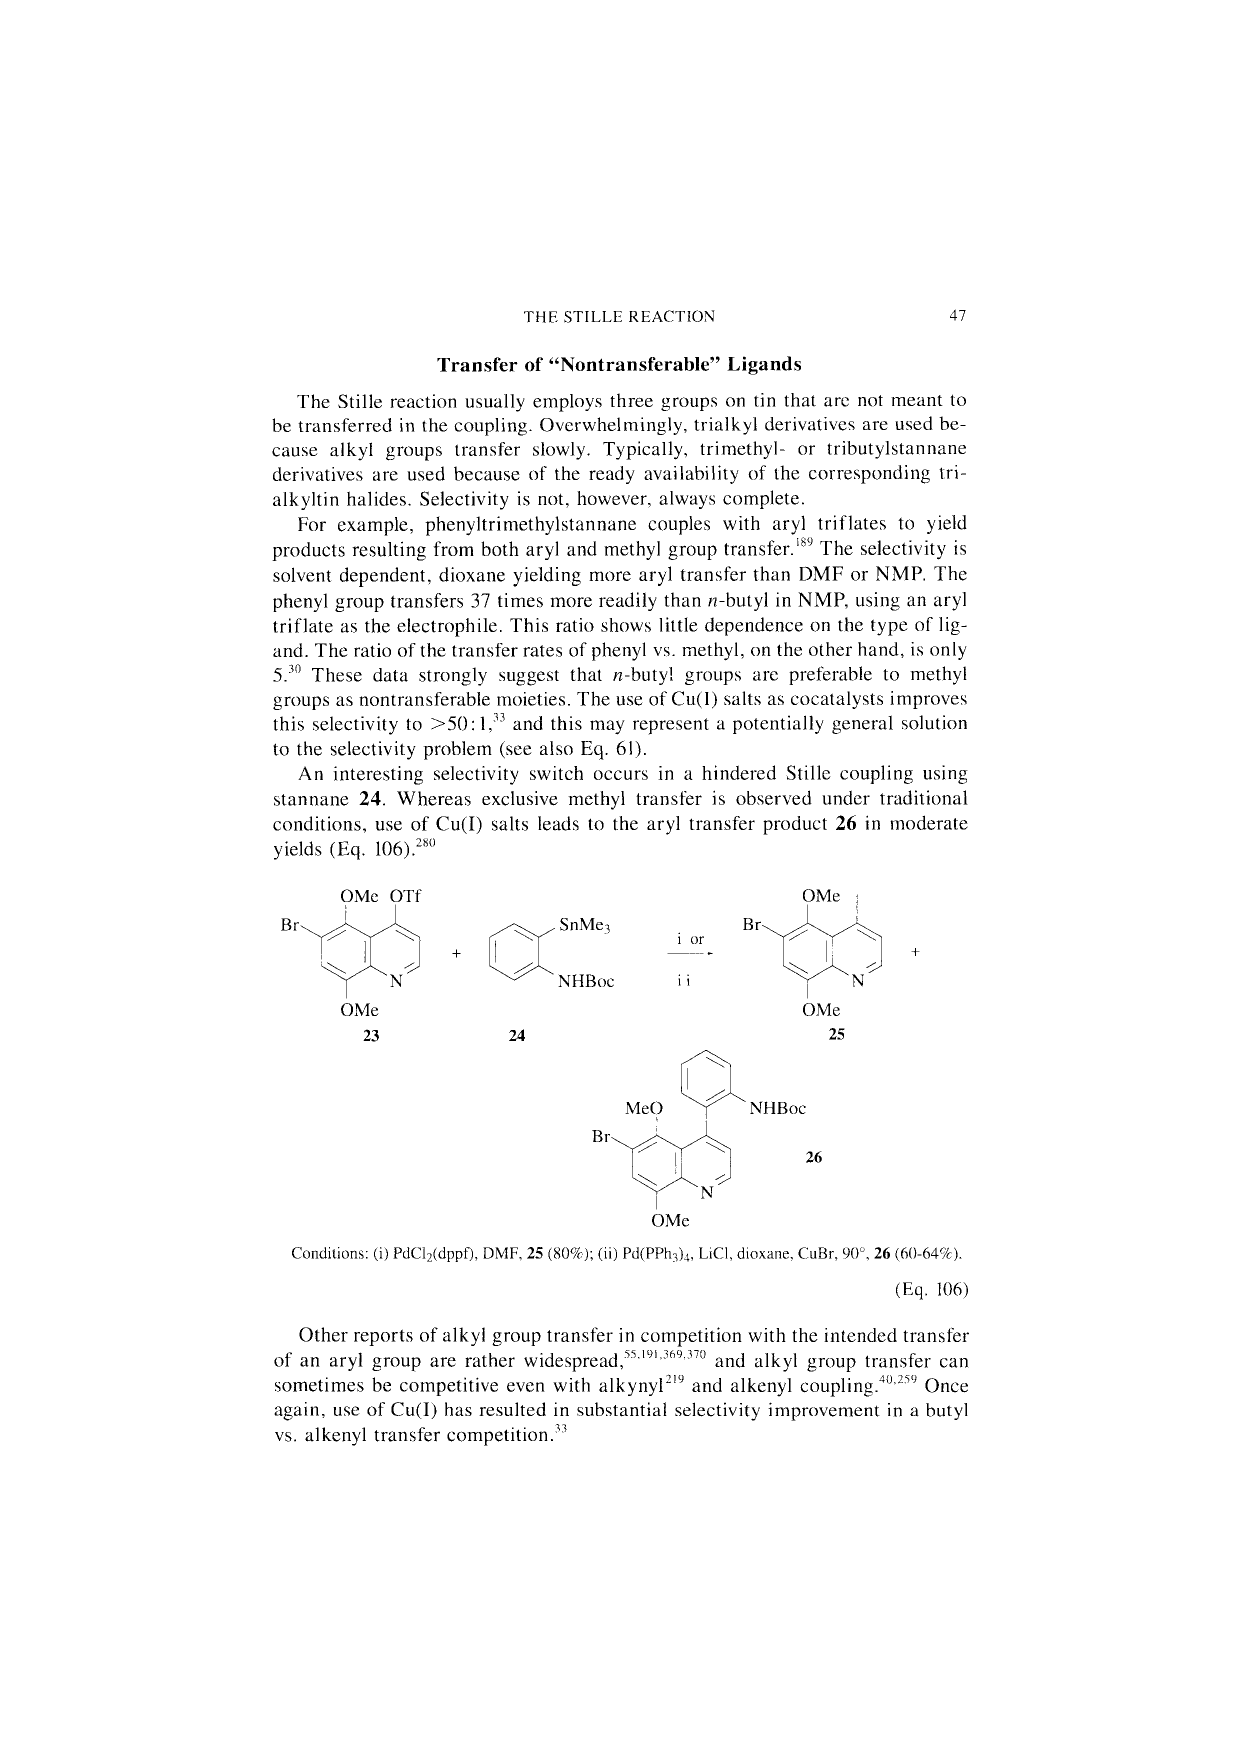 THE STILLE REACTION 47
Transfer of “Nontransferable” Ligands
The Stille reaction usually employs three groups on tin that are not meant to
be transferred in the coupling. Overwhelmingly, trialkyl derivatives are used be-
cause alkyl groups transfer slowly. Typically, trimethyl- or tributylstannane
derivatives are used because of the ready availability of the corresponding tri-
alkyltin halides. Selectivity is not, however, always complete.
For example, phenyltrimethylstannane couples with aryl triflates to yield
products resulting from both aryl and methyl group transfer.¹⁸⁹ The selectivity is
solvent dependent, dioxane yielding more aryl transfer than DMF or NMP. The
phenyl group transfers 37 times more readily than n-butyl in NMP, using an aryl
triflate as the electrophile. This ratio shows little dependence on the type of lig-
and. The ratio of the transfer rates of phenyl vs. methyl, on the other hand, is only
5.³⁰ These data strongly suggest that n-butyl groups are preferable to methyl
groups as nontransferable moieties. The use of Cu(I) salts as cocatalysts improves
this selectivity to >50:1,³³ and this may represent a potentially general solution
to the selectivity problem (see also Eq. 61).
An interesting selectivity switch occurs in a hindered Stille coupling using
stannane 24. Whereas exclusive methyl transfer is observed under traditional
conditions, use of Cu(I) salts leads to the aryl transfer product 26 in moderate
yields (Eq. 106).²⁸⁰
OMe OTf OMe
Br SnMe₃ i or Br
+ +
N NHBoc ii N
OMe OMe
23 24 25
MeO NHBoc
Br
26
N
OMe
Conditions: (i) PdCl₂(dppf), DMF, 25 (80%); (ii) Pd(PPh₃)₄, LiCl, dioxane, CuBr, 90°, 26 (60-64%).
(Eq. 106)
Other reports of alkyl group transfer in competition with the intended transfer
of an aryl group are rather widespread,⁵⁵,¹⁹¹,³⁶⁹,³⁷⁰ and alkyl group transfer can
sometimes be competitive even with alkynyl²¹⁹ and alkenyl coupling.⁴⁰,²⁵⁹ Once
again, use of Cu(I) has resulted in substantial selectivity improvement in a butyl
vs. alkenyl transfer competition.³³